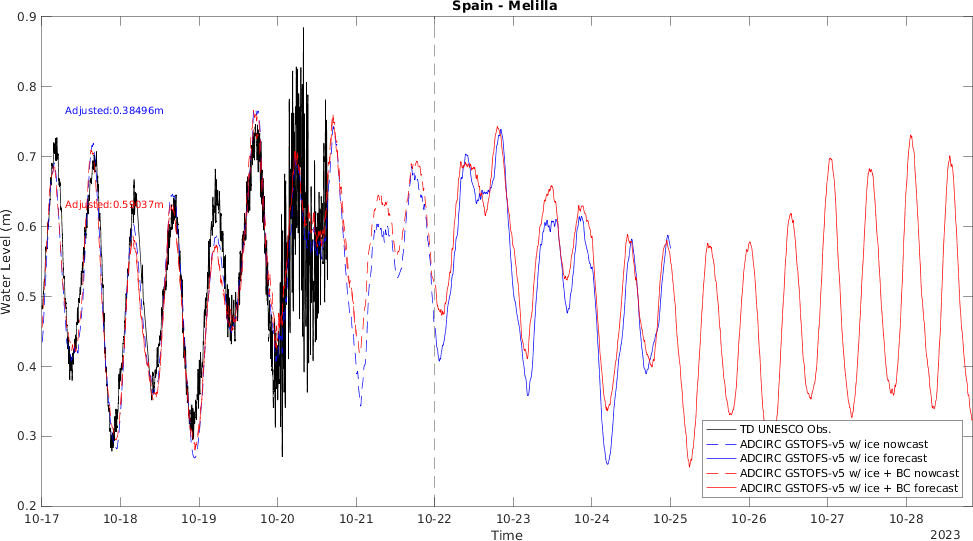 Spain - Melilla
0.9
0.8
0.7
0.6
0.5
0.4
0.3
0.2
Water Level (m)
Adjusted:0.38496m
Adjusted:0.59037m
TD UNESCO Obs.
ADCIRC GSTOFS-v5 w/ ice nowcast
ADCIRC GSTOFS-v5 w/ ice forecast
ADCIRC GSTOFS-v5 w/ ice + BC nowcast
ADCIRC GSTOFS-v5 w/ ice + BC forecast
10-17 10-18 10-19 10-20 10-21 10-22 10-23 10-24 10-25 10-26 10-27 10-28
Time
2023